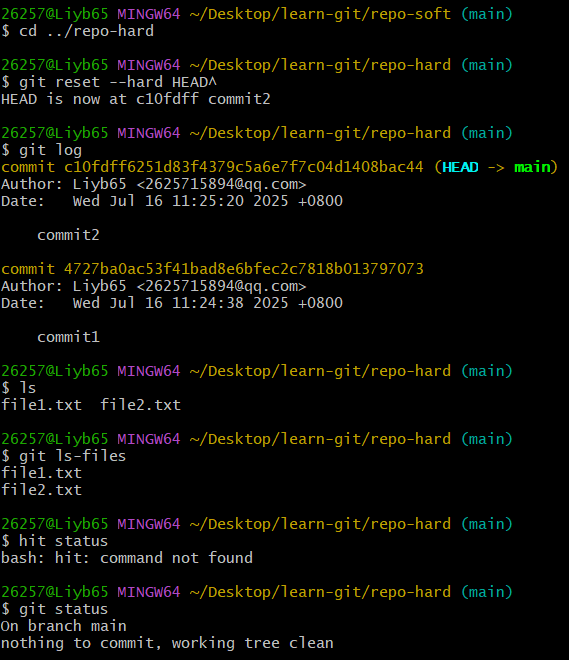 26257@Liyb65 MINGW64 ~/Desktop/learn-git/repo-soft (main)
$ cd ../repo-hard
26257@Liyb65 MINGW64 ~/Desktop/learn-git/repo-hard (main)
$ git reset --hard HEAD^
HEAD is now at c10fdff commit2
26257@Liyb65 MINGW64 ~/Desktop/learn-git/repo-hard (main)
$ git log
commit c10fdff6251d83f4379c5a6e7f7c04d1408bac44 (HEAD -> main)
Author: Liyb65 <2625715894@qq.com>
Date:   Wed Jul 16 11:25:20 2025 +0800
    commit2
commit 4727ba0ac53f41bad8e6bfec2c7818b013797073
Author: Liyb65 <2625715894@qq.com>
Date:   Wed Jul 16 11:24:38 2025 +0800
    commit1
26257@Liyb65 MINGW64 ~/Desktop/learn-git/repo-hard (main)
$ ls
file1.txt  file2.txt
26257@Liyb65 MINGW64 ~/Desktop/learn-git/repo-hard (main)
$ git ls-files
file1.txt
file2.txt
26257@Liyb65 MINGW64 ~/Desktop/learn-git/repo-hard (main)
$ hit status
bash: hit: command not found
26257@Liyb65 MINGW64 ~/Desktop/learn-git/repo-hard (main)
$ git status
On branch main
nothing to commit, working tree clean